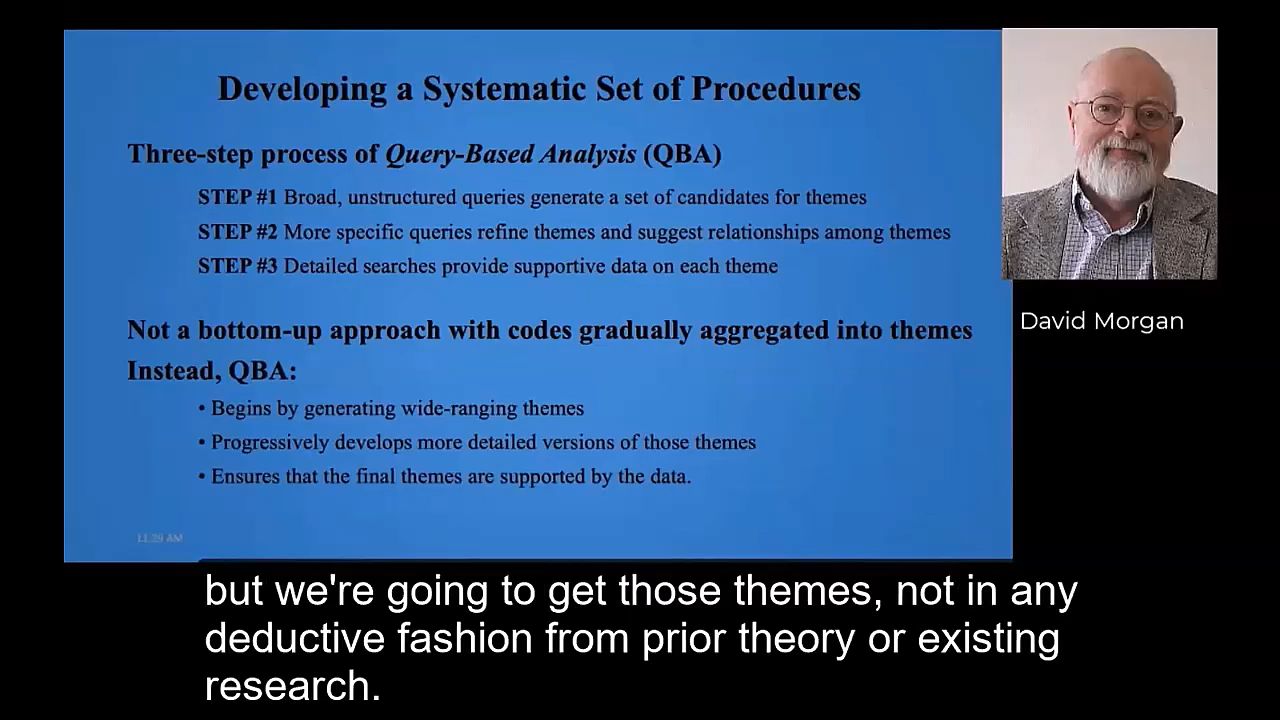 Developing a Systematic Set of Procedures
Three-step process of Query-Based Analysis (QBA)
STEP #1 Broad, unstructured queries generate a set of candidates for themes
STEP #2 More specific queries refine themes and suggest relationships among themes
STEP #3 Detailed searches provide supportive data on each theme
Not a bottom-up approach with codes gradually aggregated into themes
Instead, QBA:
• Begins by generating wide-ranging themes
• Progressively develops more detailed versions of those themes
• Ensures that the final themes are supported by the data.
11:29 AM
David Morgan
but we're going to get those themes, not in any
deductive fashion from prior theory or existing
research.